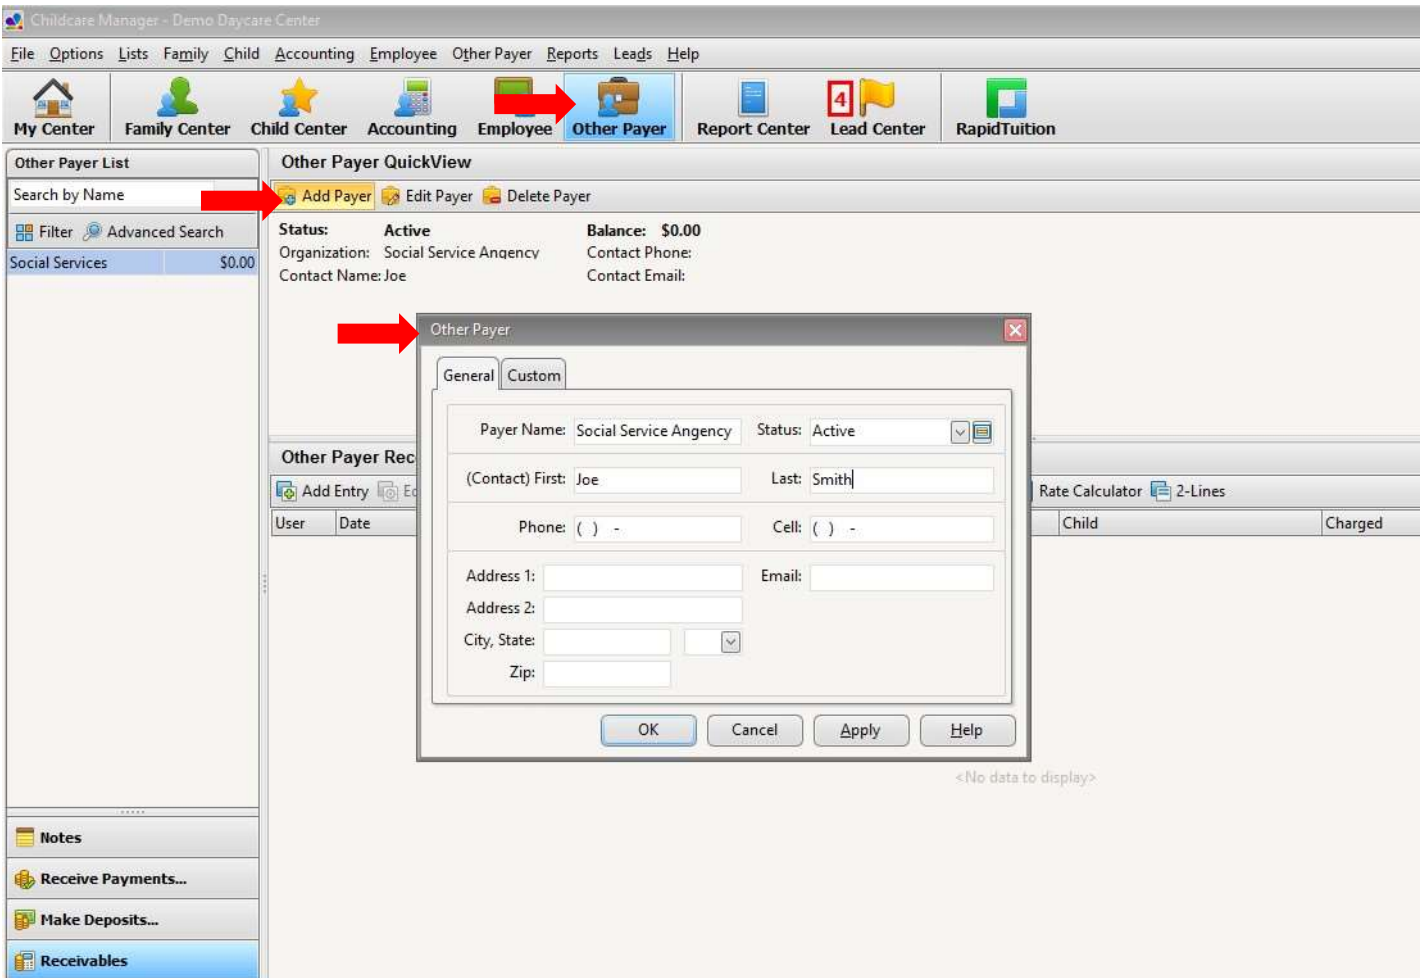 Childcare Manager - Demo Daycare Center
File Options Lists Family Child Accounting Employee Other Payer Reports Leads Help
4
My Center Family Center Child Center Accounting Employee Other Payer Report Center Lead Center RapidTuition
Other Payer List
Search by Name
Filter Advanced Search
Social Services $0.00
Other Payer QuickView
Add Payer Edit Payer Delete Payer
Status: Active Balance: $0.00
Organization: Social Service Angency Contact Phone:
Contact Name: Joe Contact Email:
Other Payer
General Custom
Payer Name: Social Service Angency Status: Active
(Contact) First: Joe Last: Smith
Phone: ( ) - Cell: ( ) -
Address 1: Email:
Address 2:
City, State:
Zip:
OK Cancel Apply Help
Other Payer Rec
Add Entry Rate Calculator 2-Lines
User Date Child Charged
<No data to display>
Notes
Receive Payments...
Make Deposits...
Receivables